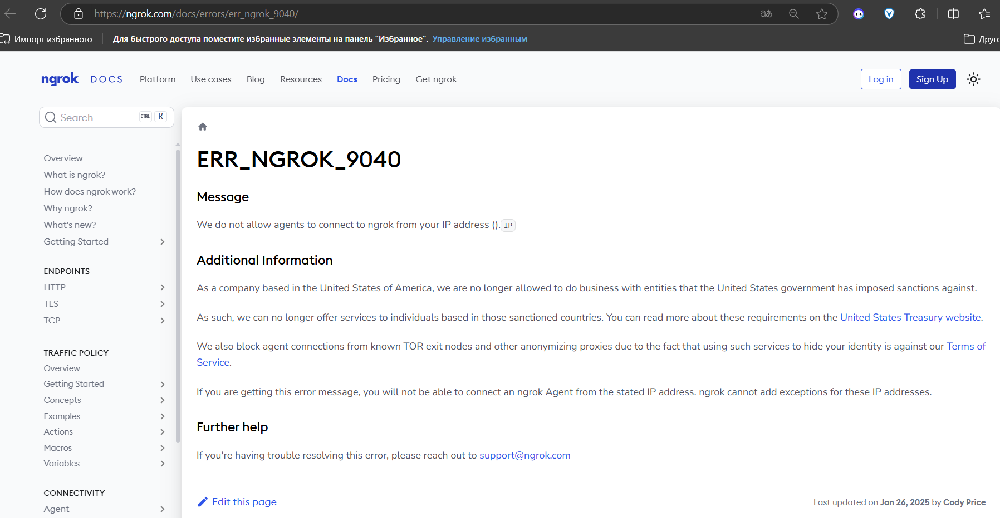 https://ngrok.com/docs/errors/err_ngrok_9040/
Импорт избранного
Для быстрого доступа поместите избранные элементы на панель "Избранное". Управление избранным
Друго
ngrok DOCS Platform Use cases Blog Resources Docs Pricing Get ngrok Log in Sign Up
Search CTRL K
Overview
What is ngrok?
How does ngrok work?
Why ngrok?
What's new?
Getting Started
ENDPOINTS
HTTP
TLS
TCP
TRAFFIC POLICY
Overview
Getting Started
Concepts
Examples
Actions
Macros
Variables
CONNECTIVITY
Agent
ERR_NGROK_9040
Message
We do not allow agents to connect to ngrok from your IP address (). IP
Additional Information
As a company based in the United States of America, we are no longer allowed to do business with entities that the United States government has imposed sanctions against.
As such, we can no longer offer services to individuals based in those sanctioned countries. You can read more about these requirements on the United States Treasury website.
We also block agent connections from known TOR exit nodes and other anonymizing proxies due to the fact that using such services to hide your identity is against our Terms of
Service.
If you are getting this error message, you will not be able to connect an ngrok Agent from the stated IP address. ngrok cannot add exceptions for these IP addresses.
Further help
If you're having trouble resolving this error, please reach out to support@ngrok.com
Edit this page
Last updated on Jan 26, 2025 by Cody Price